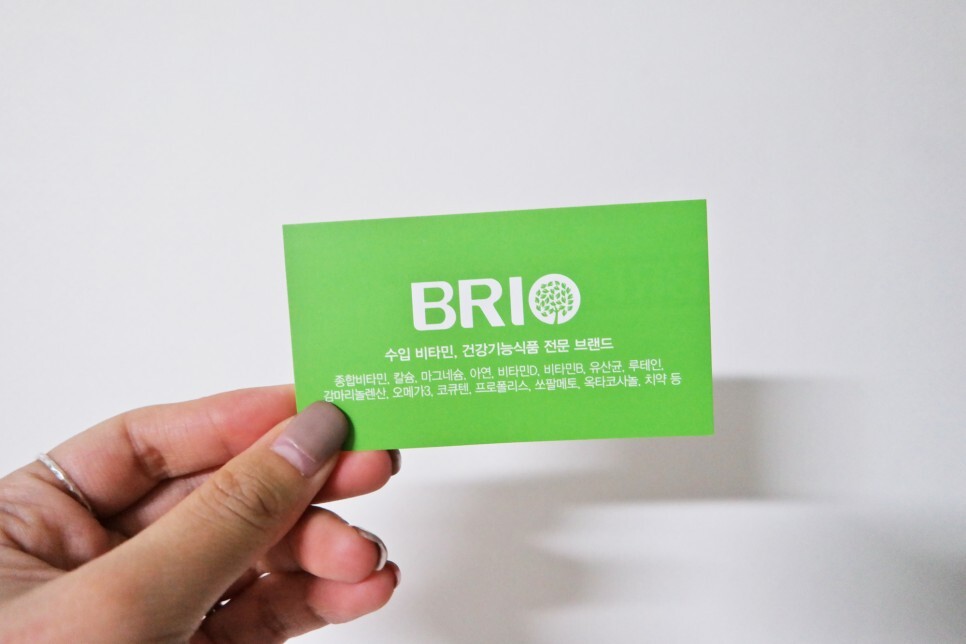 BRIO
수입 비타민, 건강기능식품 전문 브랜드
종합비타민, 칼슘, 마그네슘, 아연, 비타민D, 비타민B, 유산균, 루테인,
감마리놀렌산, 오메가3, 코큐텐, 프로폴리스, 쏘팔메토, 옥타코사놀, 치약 등